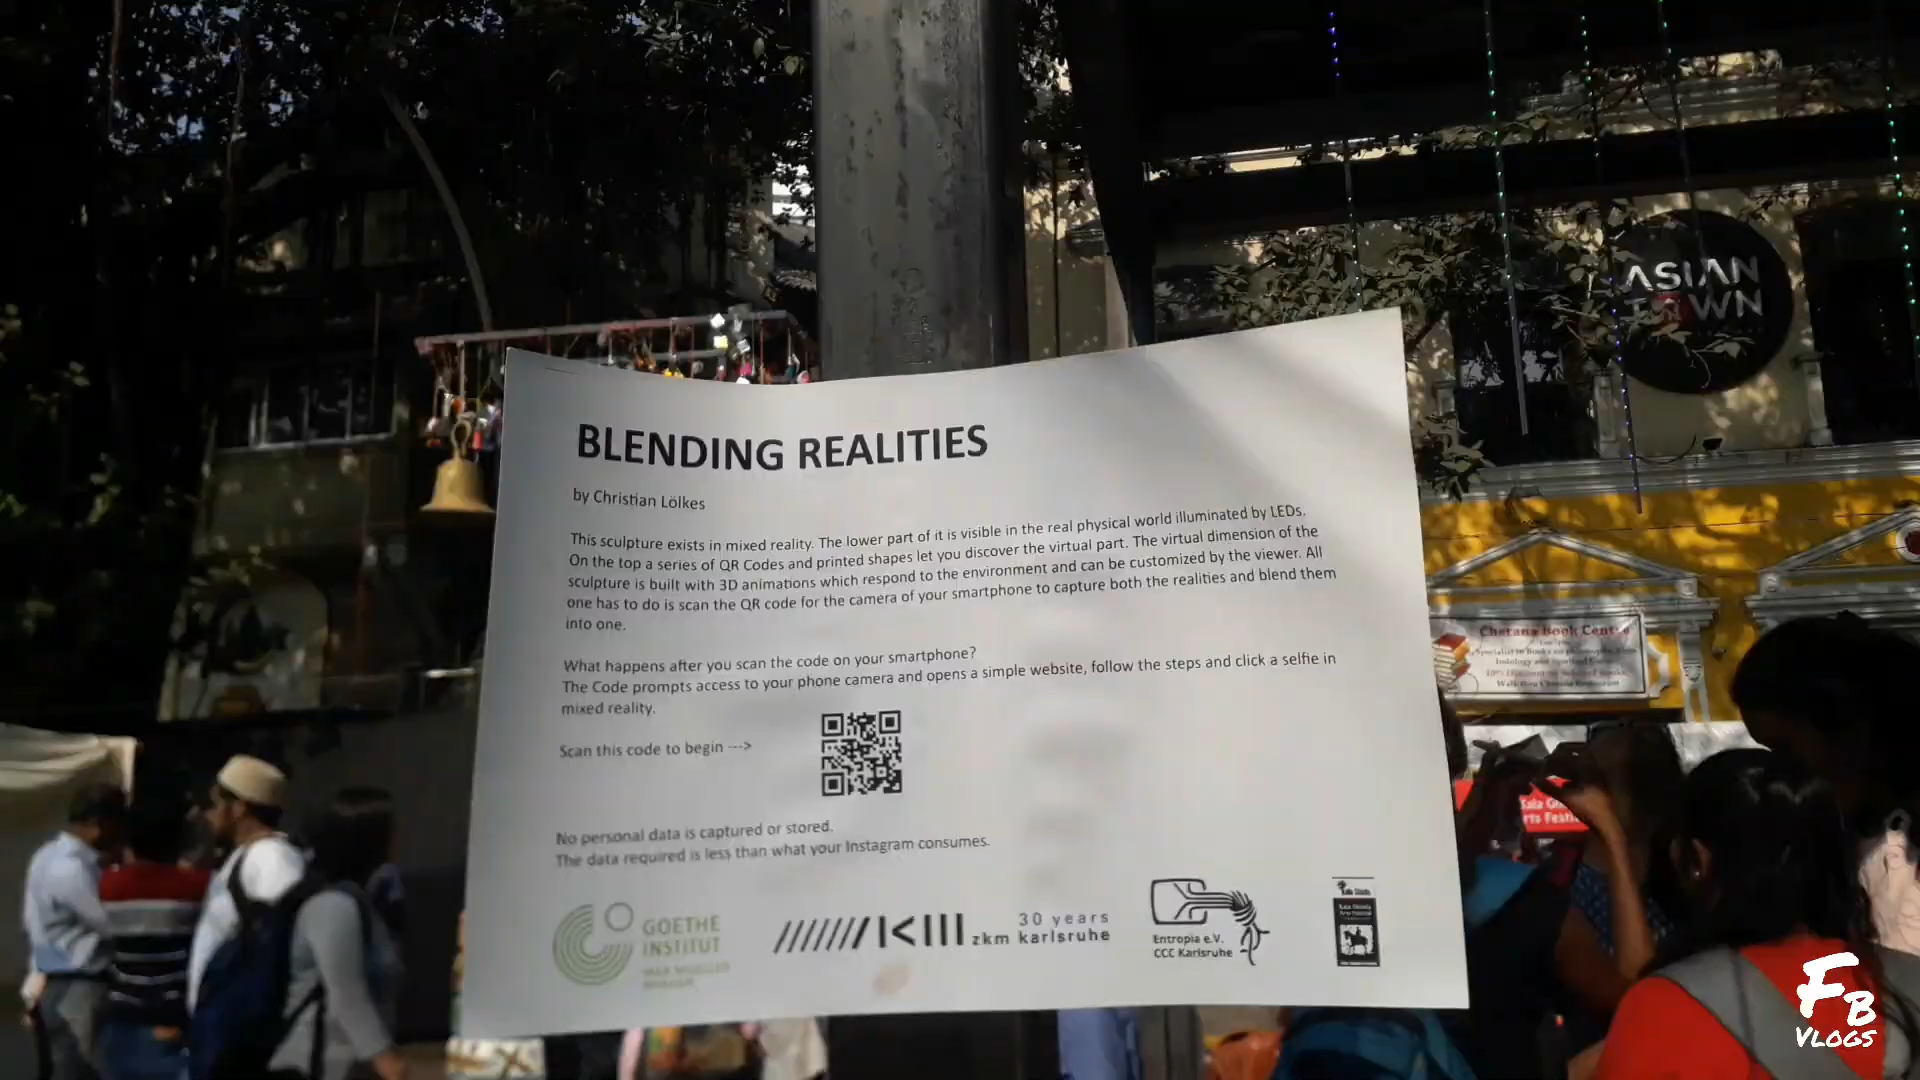 ASIAN
TOWN
BLENDING REALITIES
by Christian Lölkes
This sculpture exists in mixed reality. The lower part of it is visible in the real physical world illuminated by LEDs.
On the top a series of QR Codes and printed shapes let you discover the virtual part. The virtual dimension of the
sculpture is built with 3D animations which respond to the environment and can be customized by the viewer. All
one has to do is scan the QR code for the camera of your smartphone to capture both the realities and blend them
into one.
What happens after you scan the code on your smartphone?
The Code prompts access to your phone camera and opens a simple website, follow the steps and click a selfie in
mixed reality.
Scan this code to begin --->
No personal data is captured or stored.
The data required is less than what your Instagram consumes.
GOETHE
INSTITUT
30 years
zkm karlsruhe
Entropia e.V.
CCC Karlsruhe
Chetana Book Centre
Walk thru Chetana Restaurant
FB
VLOGS